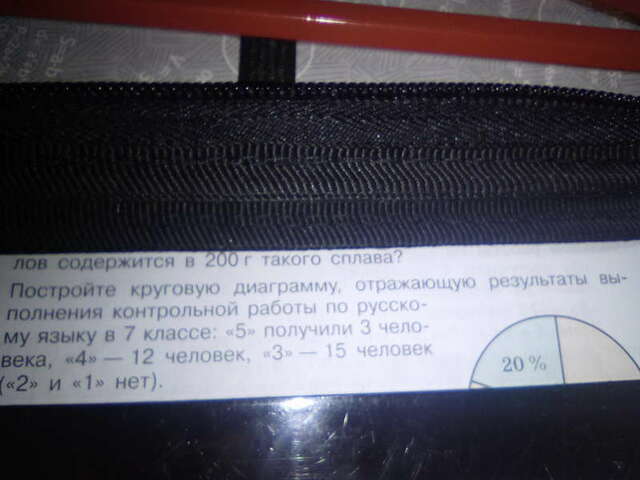 лов содержится в 200 г такого сплава?
Постройте круговую диаграмму, отражающую результаты вы-
полнения контрольной работы по русско-
му языку в 7 классе: «5» получили 3 чело-
века, «4» — 12 человек, «3» — 15 человек
(«2» и «1» нет).
20 %